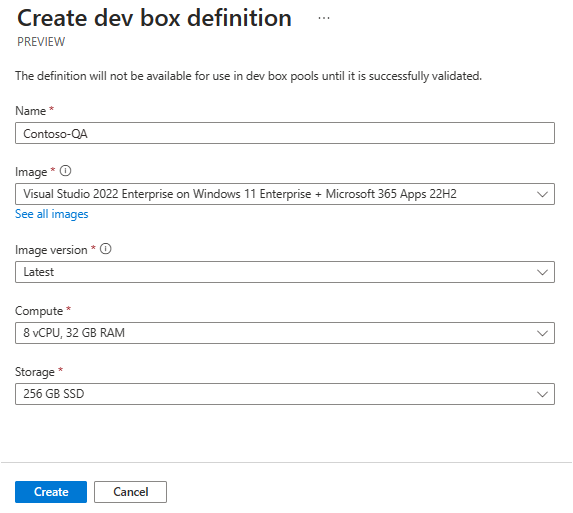 Create dev box definition ...
PREVIEW
The definition will not be available for use in dev box pools until it is successfully validated.
Name *
Contoso-QA
Image *
Visual Studio 2022 Enterprise on Windows 11 Enterprise + Microsoft 365 Apps 22H2
See all images
Image version *
Latest
Compute *
8 vCPU, 32 GB RAM
Storage *
256 GB SSD
Create Cancel